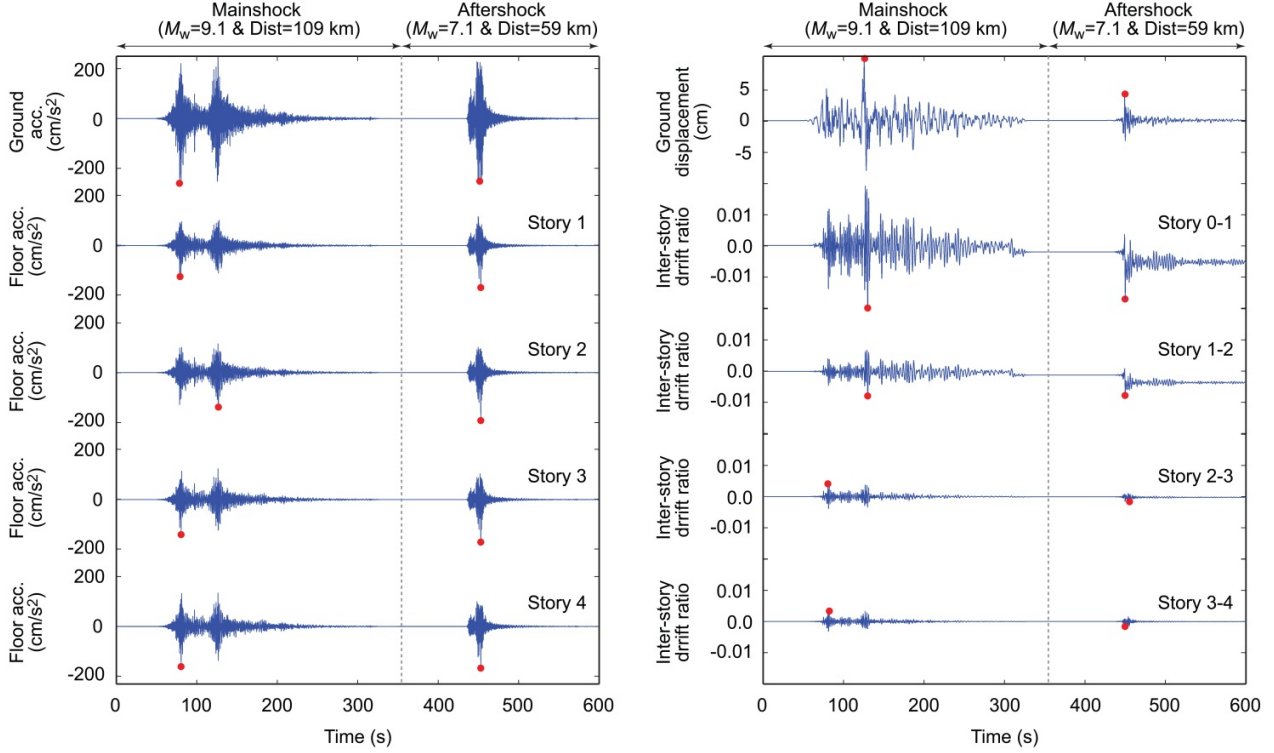 Mainshock
(Mw=9.1 & Dist=109 km)
Aftershock
(Mw=7.1 & Dist=59 km)
Ground
acc.
(cm/s²)
200
0
-200
Floor acc.
(cm/s²)
200
0
-200
Story 1
Floor acc.
(cm/s²)
200
0
-200
Story 2
Floor acc.
(cm/s²)
200
0
-200
Story 3
Floor acc.
(cm/s²)
200
0
-200
Story 4
0 100 200 300 400 500 600
Time (s)
Mainshock
(Mw=9.1 & Dist=109 km)
Aftershock
(Mw=7.1 & Dist=59 km)
Ground
displacement
(cm)
5
0
-5
Inter-story
drrift ratio
0.01
0.0
-0.01
Story 0-1
Inter-story
drrift ratio
0.01
0.0
-0.01
Story 1-2
Inter-story
drrift ratio
0.01
0.0
-0.01
Story 2-3
Inter-story
drrift ratio
0.01
0.0
-0.01
Story 3-4
0 100 200 300 400 500 600
Time (s)